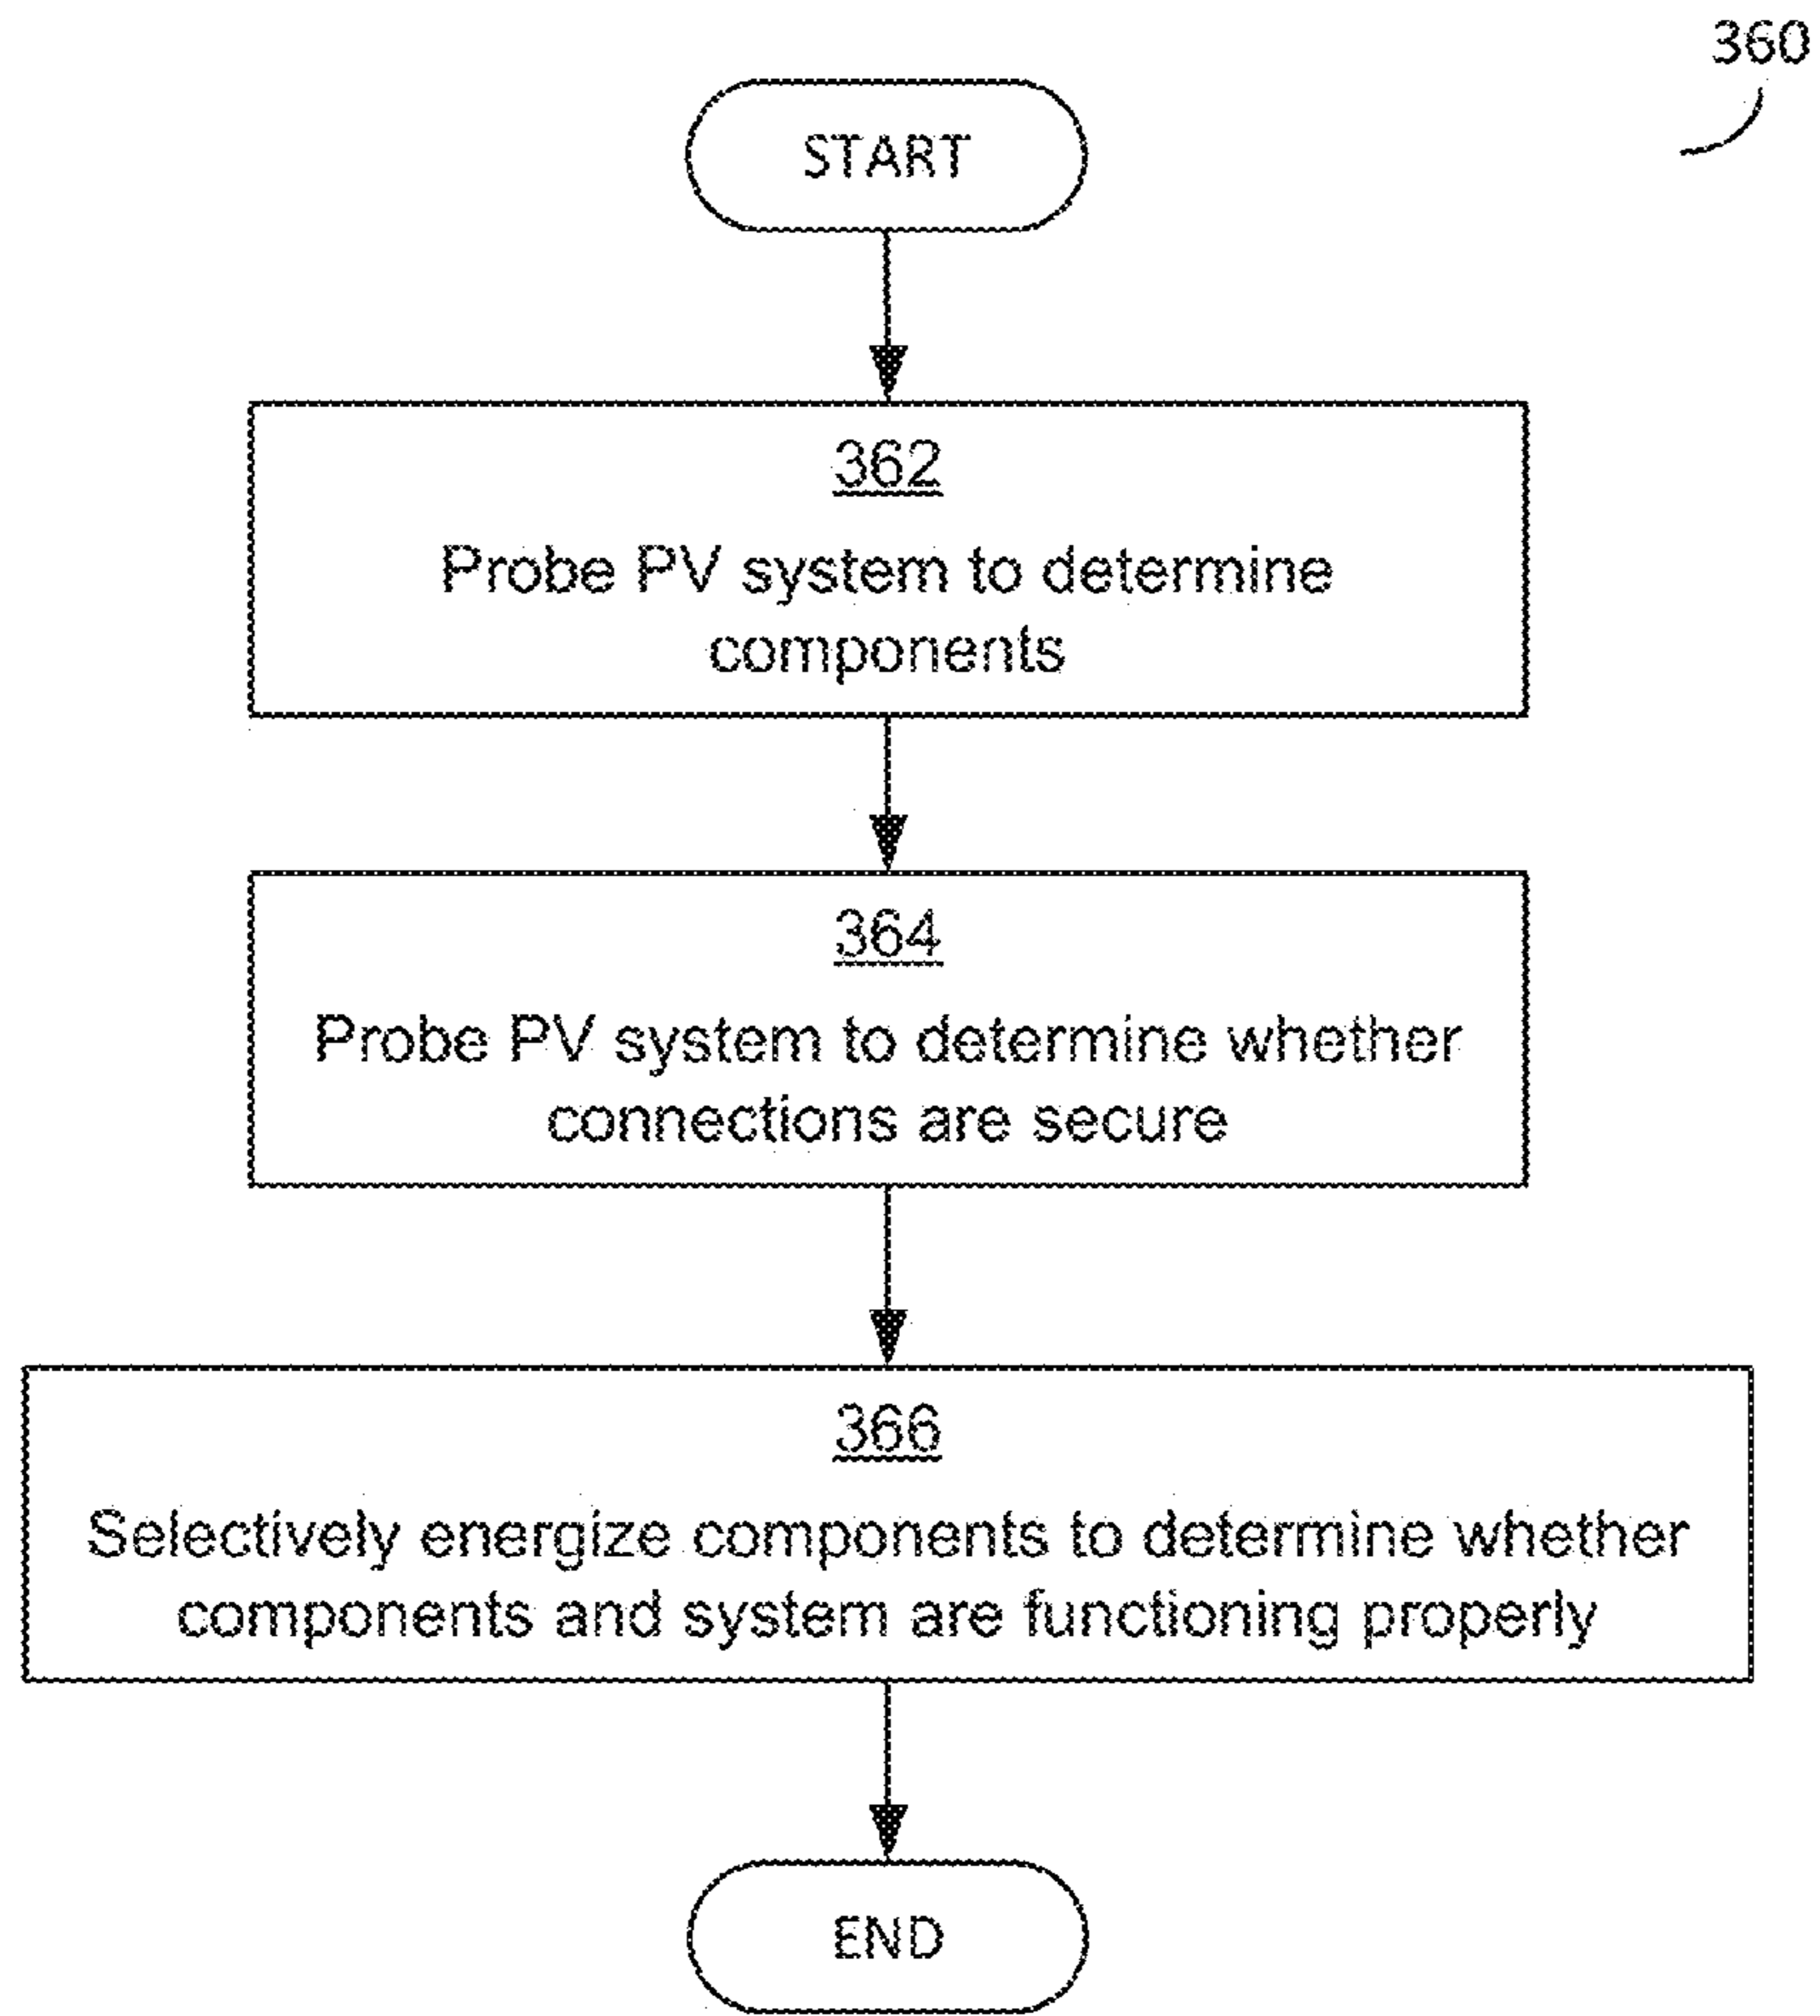 360
START
362
Probe PV system to determine
components
364
Probe PV system to determine whether
connections are secure
366
Selectively energize components to determine whether
components and system are functioning properly
END